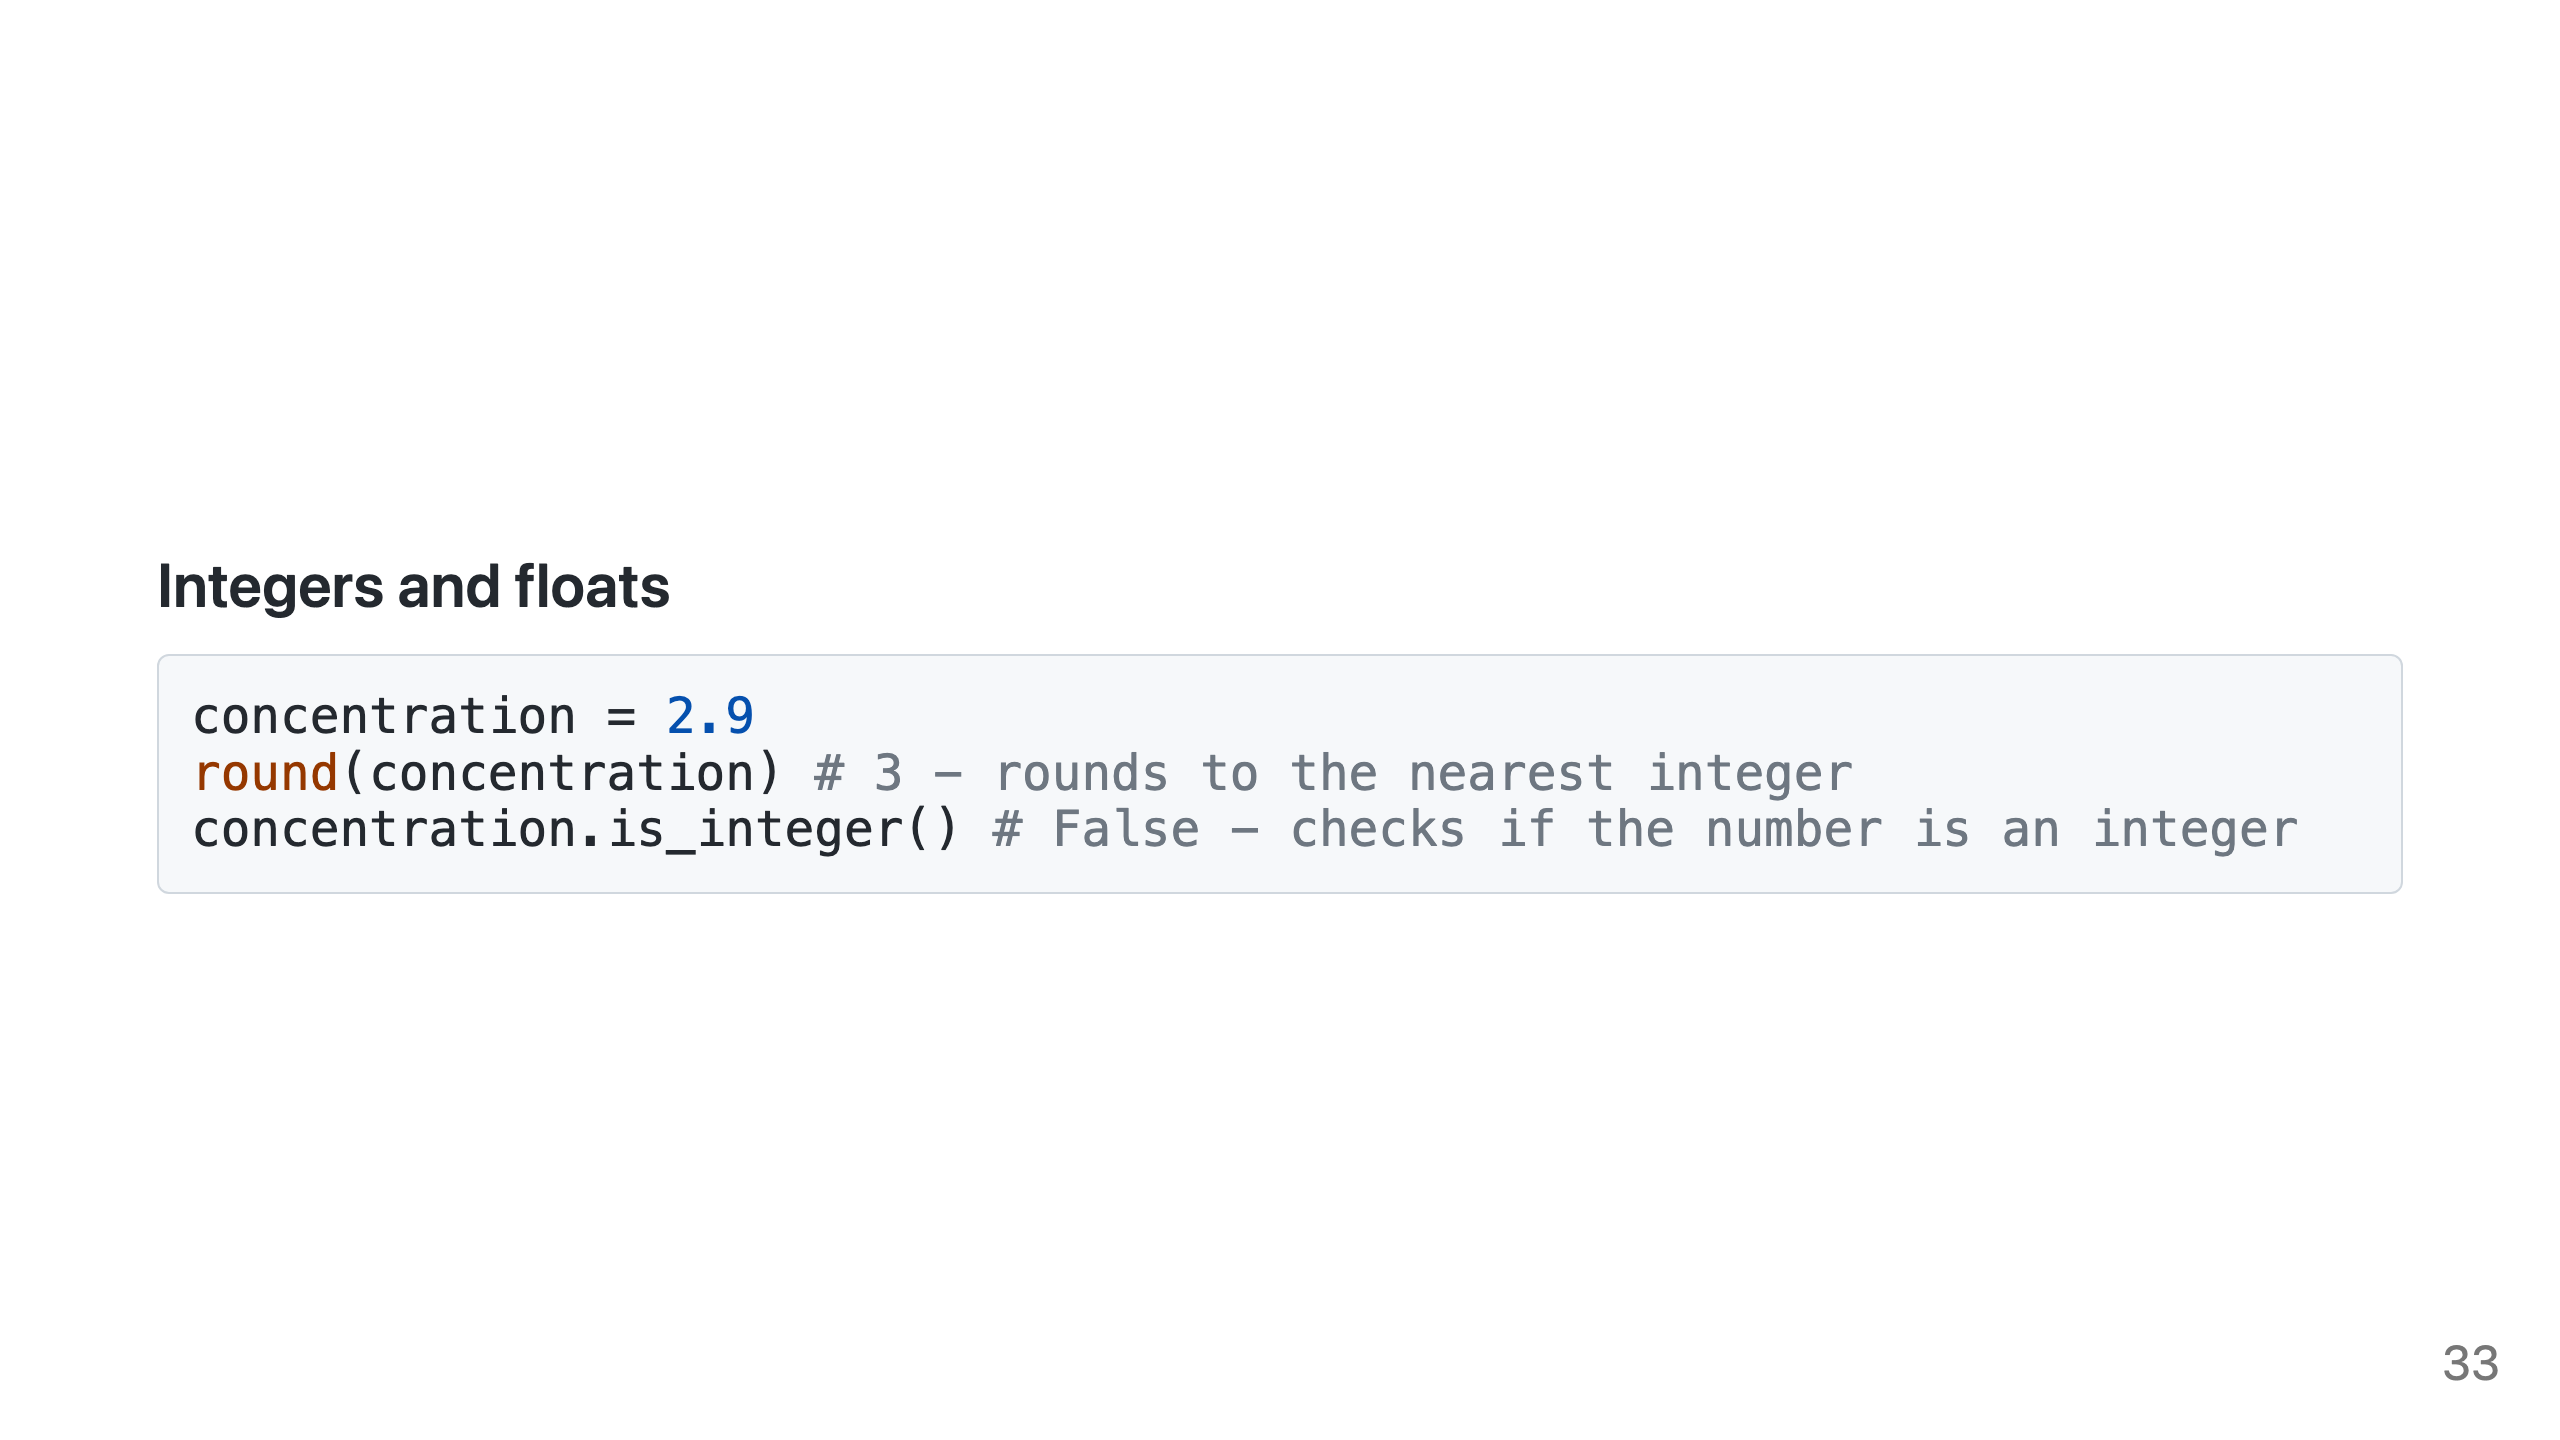 Integers and floats
concentration = 2.9
round(concentration) # 3 – rounds to the nearest integer
concentration.is_integer() # False – checks if the number is an integer
33